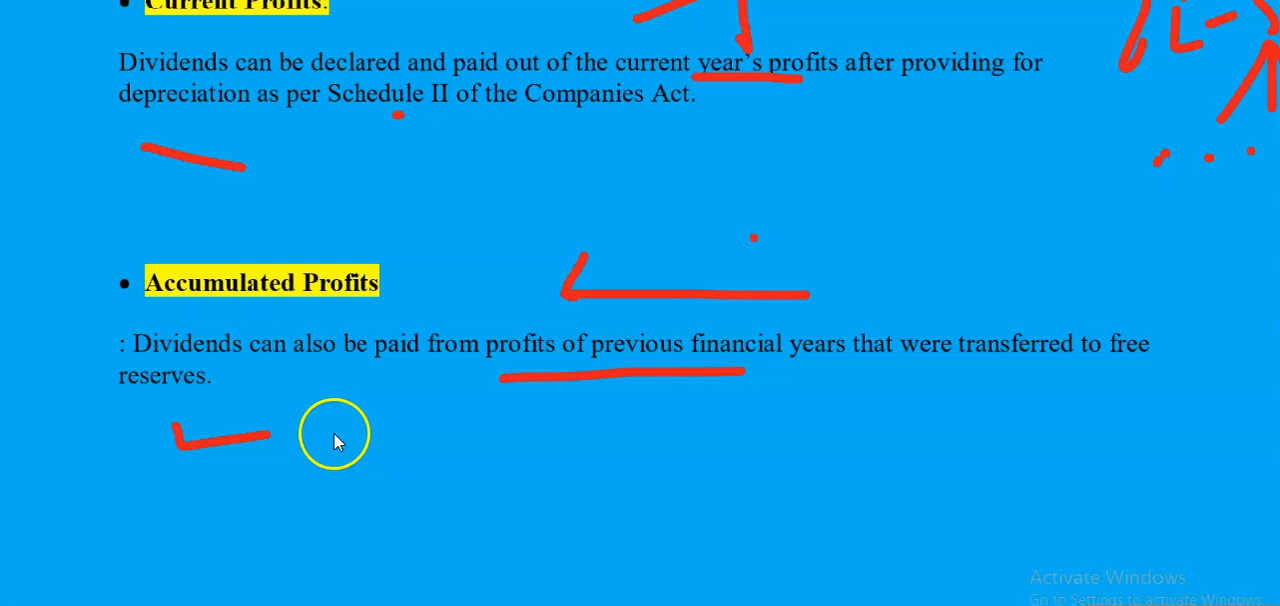 • Current Profits:
Dividends can be declared and paid out of the current year's profits after providing for
depreciation as per Schedule II of the Companies Act.
• Accumulated Profits
: Dividends can also be paid from profits of previous financial years that were transferred to free
reserves.
Activate Windows
Go to Settings to activate Windows.